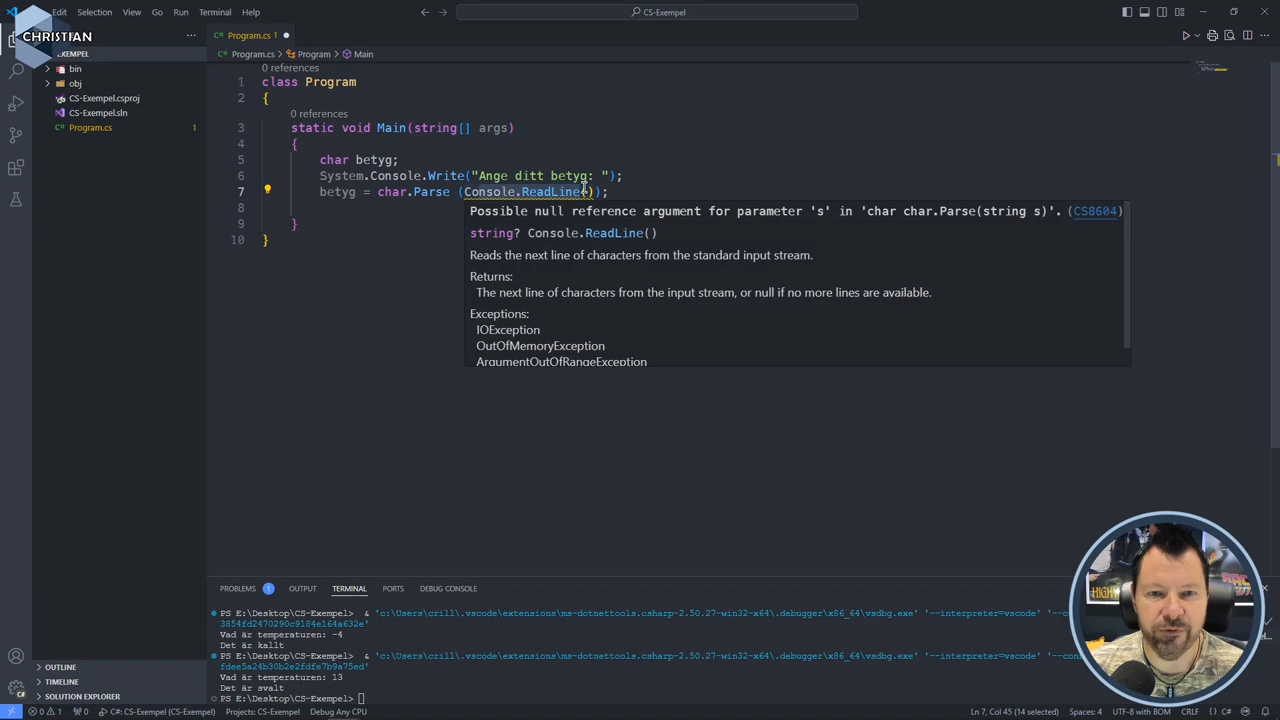 Edit Selection View Go Run Terminal Help
CS-Exempel
CHRISTIAN
EXEMPEL
bin
obj
CS-Exempel.csproj
CS-Exempel.sln
Program.cs 1
OUTLINE
TIMELINE
SOLUTION EXPLORER
Program.cs 1
Program.cs > Program > Main
0 references
1 class Program
2 {
0 references
3 static void Main(string[] args)
4 {
5 char betyg;
6 System.Console.Write("Ange ditt betyg: ");
7 betyg = char.Parse (Console.ReadLine());
8
9 }
10 }
Possible null reference argument for parameter 's' in 'char char.Parse(string s)'. (CS8604)
string? Console.ReadLine()
Reads the next line of characters from the standard input stream.
Returns:
The next line of characters from the input stream, or null if no more lines are available.
Exceptions:
IOException
OutOfMemoryException
ArgumentOutOfRangeException
PROBLEMS 1 OUTPUT TERMINAL PORTS DEBUG CONSOLE
PS E:\Desktop\CS-Exempel> & 'c:\Users\crill\.vscode\extensions\ms-dotnettools.csharp-2.50.27-win32-x64\.debugger\x86_64\vsdbg.exe' '--interpreter=vscode'
3854fd2470290c9184e164a632e'
Vad är temperaturen: -4
Det är kallt
PS E:\Desktop\CS-Exempel> & 'c:\Users\crill\.vscode\extensions\ms-dotnettools.csharp-2.50.27-win32-x64\.debugger\x86_64\vsdbg.exe' '--interpreter=vscode'
fdee5a24b30b2e2fdfe7b9a75ed'
Vad är temperaturen: 13
Det är svalt
PS E:\Desktop\CS-Exempel>
0 1 0 C#: CS-Exempel (CS-Exempel) Projects: CS-Exempel Debug Any CPU Ln 7, Col 45 (14 selected) Spaces: 4 UTF-8 with BOM CRLF C#